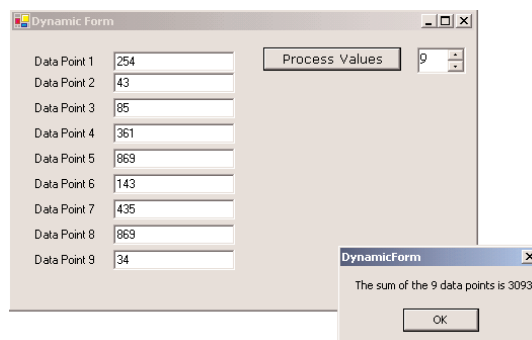 Dynamic Form
Process Values 9
Data Point 1 254
Data Point 2 43
Data Point 3 85
Data Point 4 361
Data Point 5 869
Data Point 6 143
Data Point 7 435
Data Point 8 869
Data Point 9 34
DynamicForm
The sum of the 9 data points is 3093
OK